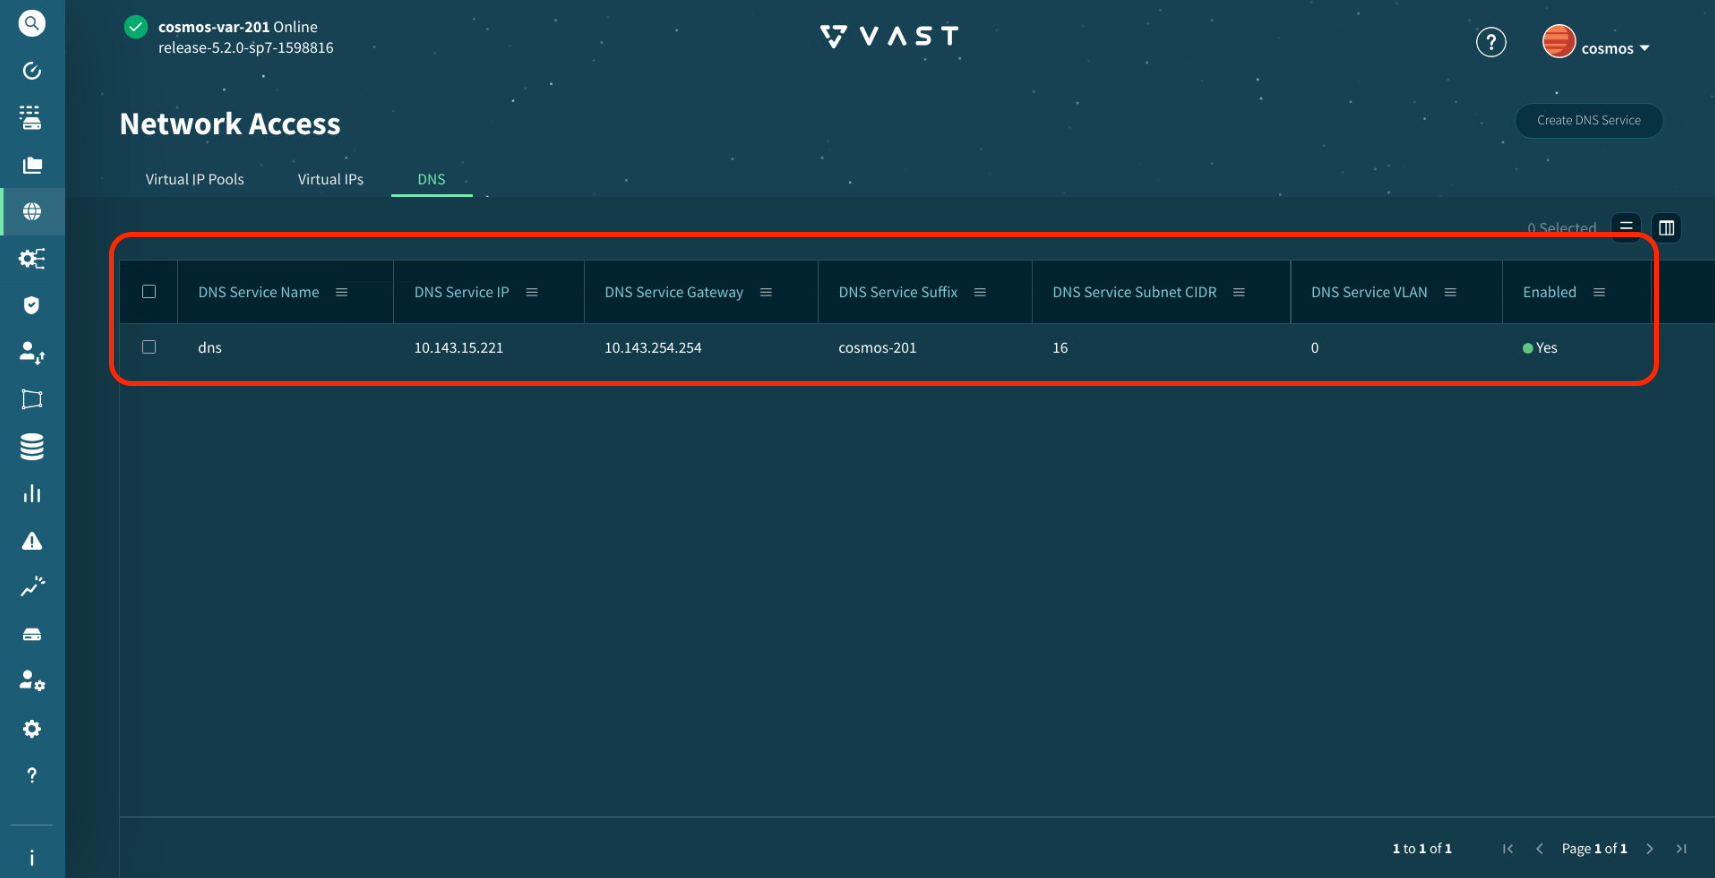 cosmos-var-201 Online
release-5.2.0-sp7-1598816
VAST
?
cosmos
Network Access
Create DNS Service
Virtual IP Pools
Virtual IPs
DNS
0 Selected
DNS Service Name
DNS Service IP
DNS Service Gateway
DNS Service Suffix
DNS Service Subnet CIDR
DNS Service VLAN
Enabled
dns
10.143.15.221
10.143.254.254
cosmos-201
16
0
Yes
?
i
1 to 1 of 1
Page 1 of 1